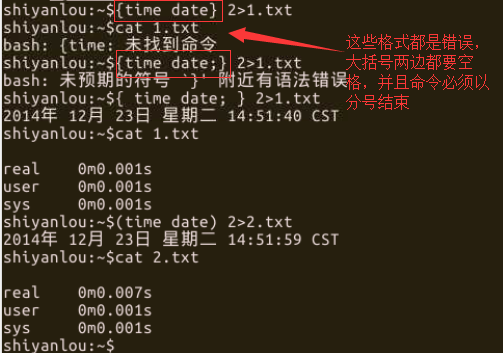 shiyanlou:~${time date} 2>1.txt
shiyanlou:~$cat 1.txt
bash: {time: 未找到命令
shiyanlou:~${time date;} 2>1.txt
bash: 未预期的符号 `}' 附近有语法错误
shiyanlou:~${ time date; } 2>1.txt
2014年 12月 23日 星期二 14:51:40 CST
shiyanlou:~$cat 1.txt
real 0m0.001s
user 0m0.001s
sys 0m0.001s
shiyanlou:~$(time date) 2>2.txt
2014年 12月 23日 星期二 14:51:59 CST
shiyanlou:~$cat 2.txt
real 0m0.007s
user 0m0.001s
sys 0m0.001s
shiyanlou:~$
这些格式都是错误，
大括号两边都要空
格，并且命令必须以
分号结束